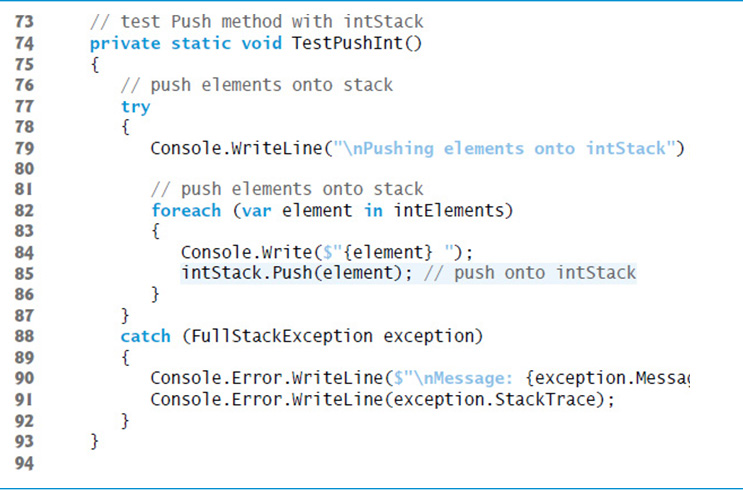 73 // test Push method with intStack
74 private static void TestPushInt()
75 {
76 // push elements onto stack
77 try
78 {
79 Console.WriteLine("\nPushing elements onto intStack")
80
81 // push elements onto stack
82 foreach (var element in intElements)
83 {
84 Console.Write($"{element} ");
85 intStack.Push(element); // push onto intStack
86 }
87 }
88 catch (FullStackException exception)
89 {
90 Console.Error.WriteLine($"\nMessage: {exception.Messag
91 Console.Error.WriteLine(exception.StackTrace);
92 }
93 }
94